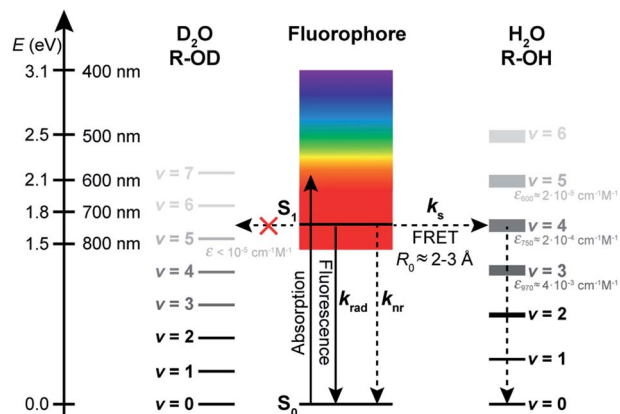 D₂O
R-OD
Fluorophore
H₂O
R-OH
E (eV)
3.1
400 nm
2.5
500 nm
2.1
600 nm
1.8
700 nm
1.5
800 nm
0.0
v = 7
v = 6
v = 5
ε < 10⁻⁵ cm⁻¹M⁻¹
v = 4
v = 3
v = 2
v = 1
v = 0
S₁
S₀
Absorption
Fluorescence
k_rad
k_nr
k_s
FRET
R₀ ≈ 2-3 Å
v = 6
v = 5
ε₆₀₀≈ 2·10⁻⁵ cm⁻¹M⁻¹
v = 4
ε₇₅₀≈ 2·10⁻⁴ cm⁻¹M⁻¹
v = 3
ε₉₇₀≈ 4·10⁻³ cm⁻¹M⁻¹
v = 2
v = 1
v = 0